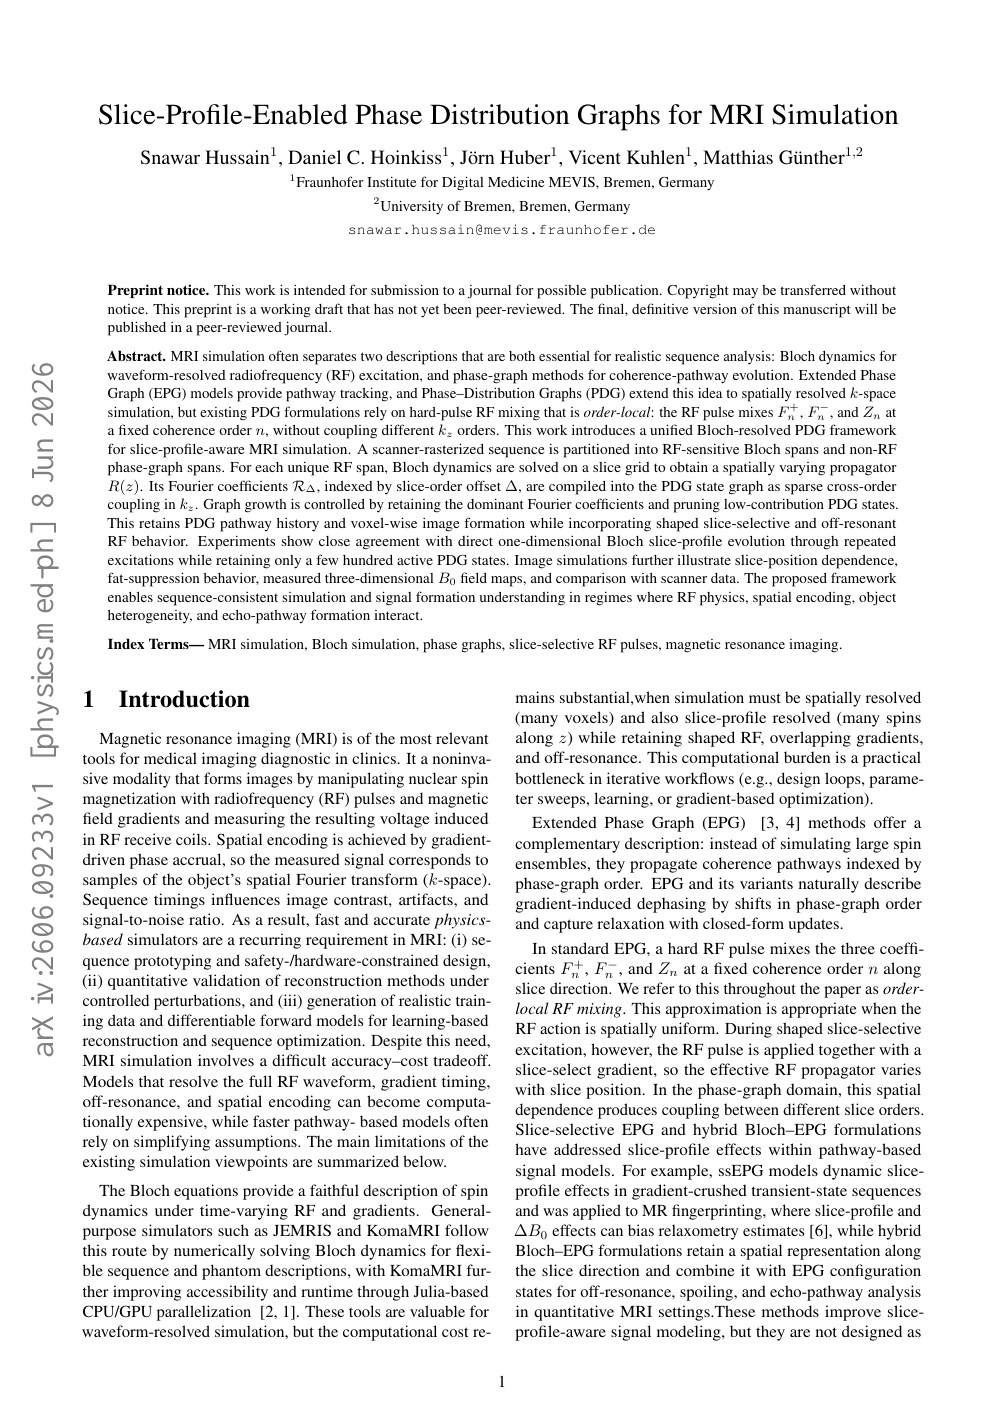 Slice-Profile-Enabled Phase Distribution Graphs for MRI Simulation
Snawar Hussain1, Daniel C. Hoinkiss1, Jörn Huber1, Vicent Kuhlen1, Matthias Günther1,2
1Fraunhofer Institute for Digital Medicine MEVIS, Bremen, Germany
2University of Bremen, Bremen, Germany
snawar.hussain@mevis.fraunhofer.de
Preprint notice. This work is intended for submission to a journal for possible publication. Copyright may be transferred without
notice. This preprint is a working draft that has not yet been peer-reviewed. The final, definitive version of this manuscript will be
published in a peer-reviewed journal.
Abstract. MRI simulation often separates two descriptions that are both essential for realistic sequence analysis: Bloch dynamics for
waveform-resolved radiofrequency (RF) excitation, and phase-graph methods for coherence-pathway evolution. Extended Phase
Graph (EPG) models provide pathway tracking, and Phase–Distribution Graphs (PDG) extend this idea to spatially resolved k-space
simulation, but existing PDG formulations rely on hard-pulse RF mixing that is order-local: the RF pulse mixes F_n^+, F_n^-, and Z_n at
a fixed coherence order n, without coupling different k_z orders. This work introduces a unified Bloch-resolved PDG framework
for slice-profile-aware MRI simulation. A scanner-rasterized sequence is partitioned into RF-sensitive Bloch spans and non-RF
phase-graph spans. For each unique RF span, Bloch dynamics are solved on a slice grid to obtain a spatially varying propagator
R(z). Its Fourier coefficients R_Δ, indexed by slice-order offset Δ, are compiled into the PDG state graph as sparse cross-order
coupling in k_z. Graph growth is controlled by retaining the dominant Fourier coefficients and pruning low-contribution PDG states.
This retains PDG pathway history and voxel-wise image formation while incorporating shaped slice-selective and off-resonant
RF behavior. Experiments show close agreement with direct one-dimensional Bloch slice-profile evolution through repeated
excitations while retaining only a few hundred active PDG states. Image simulations further illustrate slice-position dependence,
fat-suppression behavior, measured three-dimensional B_0 field maps, and comparison with scanner data. The proposed framework
enables sequence-consistent simulation and signal formation understanding in regimes where RF physics, spatial encoding, object
heterogeneity, and echo-pathway formation interact.
Index Terms— MRI simulation, Bloch simulation, phase graphs, slice-selective RF pulses, magnetic resonance imaging.
arXiv:2606.09233v1 [physics.med-ph] 8 Jun 2026
1 Introduction
Magnetic resonance imaging (MRI) is of the most relevant
tools for medical imaging diagnostic in clinics. It a noninva-
sive modality that forms images by manipulating nuclear spin
magnetization with radiofrequency (RF) pulses and magnetic
field gradients and measuring the resulting voltage induced
in RF receive coils. Spatial encoding is achieved by gradient-
driven phase accrual, so the measured signal corresponds to
samples of the object's spatial Fourier transform (k-space).
Sequence timings influences image contrast, artifacts, and
signal-to-noise ratio. As a result, fast and accurate physics-
based simulators are a recurring requirement in MRI: (i) se-
quence prototyping and safety-/hardware-constrained design,
(ii) quantitative validation of reconstruction methods under
controlled perturbations, and (iii) generation of realistic train-
ing data and differentiable forward models for learning-based
reconstruction and sequence optimization. Despite this need,
MRI simulation involves a difficult accuracy–cost tradeoff.
Models that resolve the full RF waveform, gradient timing,
off-resonance, and spatial encoding can become computa-
tionally expensive, while faster pathway- based models often
rely on simplifying assumptions. The main limitations of the
existing simulation viewpoints are summarized below.
The Bloch equations provide a faithful description of spin
dynamics under time-varying RF and gradients. General-
purpose simulators such as JEMRIS and KomaMRI follow
this route by numerically solving Bloch dynamics for flexi-
ble sequence and phantom descriptions, with KomaMRI fur-
ther improving accessibility and runtime through Julia-based
CPU/GPU parallelization [2, 1]. These tools are valuable for
waveform-resolved simulation, but the computational cost re-
mains substantial,when simulation must be spatially resolved
(many voxels) and also slice-profile resolved (many spins
along z) while retaining shaped RF, overlapping gradients,
and off-resonance. This computational burden is a practical
bottleneck in iterative workflows (e.g., design loops, parame-
ter sweeps, learning, or gradient-based optimization).
Extended Phase Graph (EPG) [3, 4] methods offer a
complementary description: instead of simulating large spin
ensembles, they propagate coherence pathways indexed by
phase-graph order. EPG and its variants naturally describe
gradient-induced dephasing by shifts in phase-graph order
and capture relaxation with closed-form updates.
In standard EPG, a hard RF pulse mixes the three coeffi-
cients F_n^+, F_n^-, and Z_n at a fixed coherence order n along
slice direction. We refer to this throughout the paper as order-
local RF mixing. This approximation is appropriate when the
RF action is spatially uniform. During shaped slice-selective
excitation, however, the RF pulse is applied together with a
slice-select gradient, so the effective RF propagator varies
with slice position. In the phase-graph domain, this spatial
dependence produces coupling between different slice orders.
Slice-selective EPG and hybrid Bloch–EPG formulations
have addressed slice-profile effects within pathway-based
signal models. For example, ssEPG models dynamic slice-
profile effects in gradient-crushed transient-state sequences
and was applied to MR fingerprinting, where slice-profile and
ΔB_0 effects can bias relaxometry estimates [6], while hybrid
Bloch–EPG formulations retain a spatial representation along
the slice direction and combine it with EPG configuration
states for off-resonance, spoiling, and echo-pathway analysis
in quantitative MRI settings.These methods improve slice-
profile-aware signal modeling, but they are not designed as
1